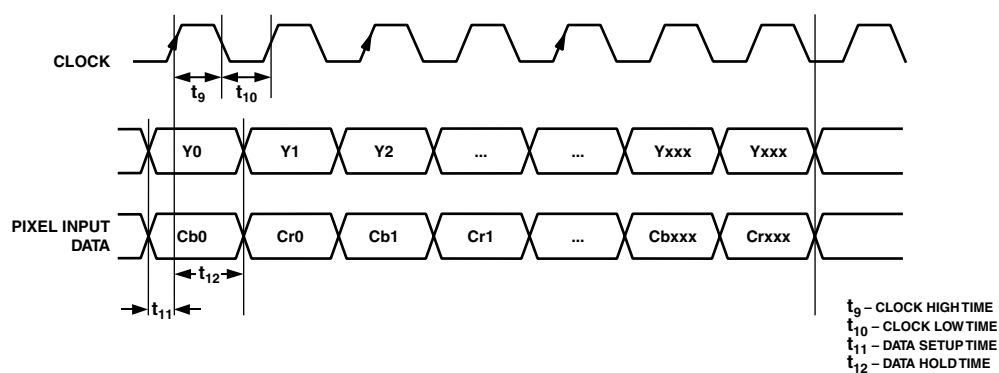 CLOCK
t9
t10
Y0 Y1 Y2 ... ... Yxxx Yxxx
PIXEL INPUT
DATA
Cb0 Cr0 Cb1 Cr1 ... Cbxxx Crxxx
t12
t11
t9 – CLOCK HIGH TIME
t10 – CLOCK LOW TIME
t11 – DATA SETUP TIME
t12 – DATA HOLD TIME